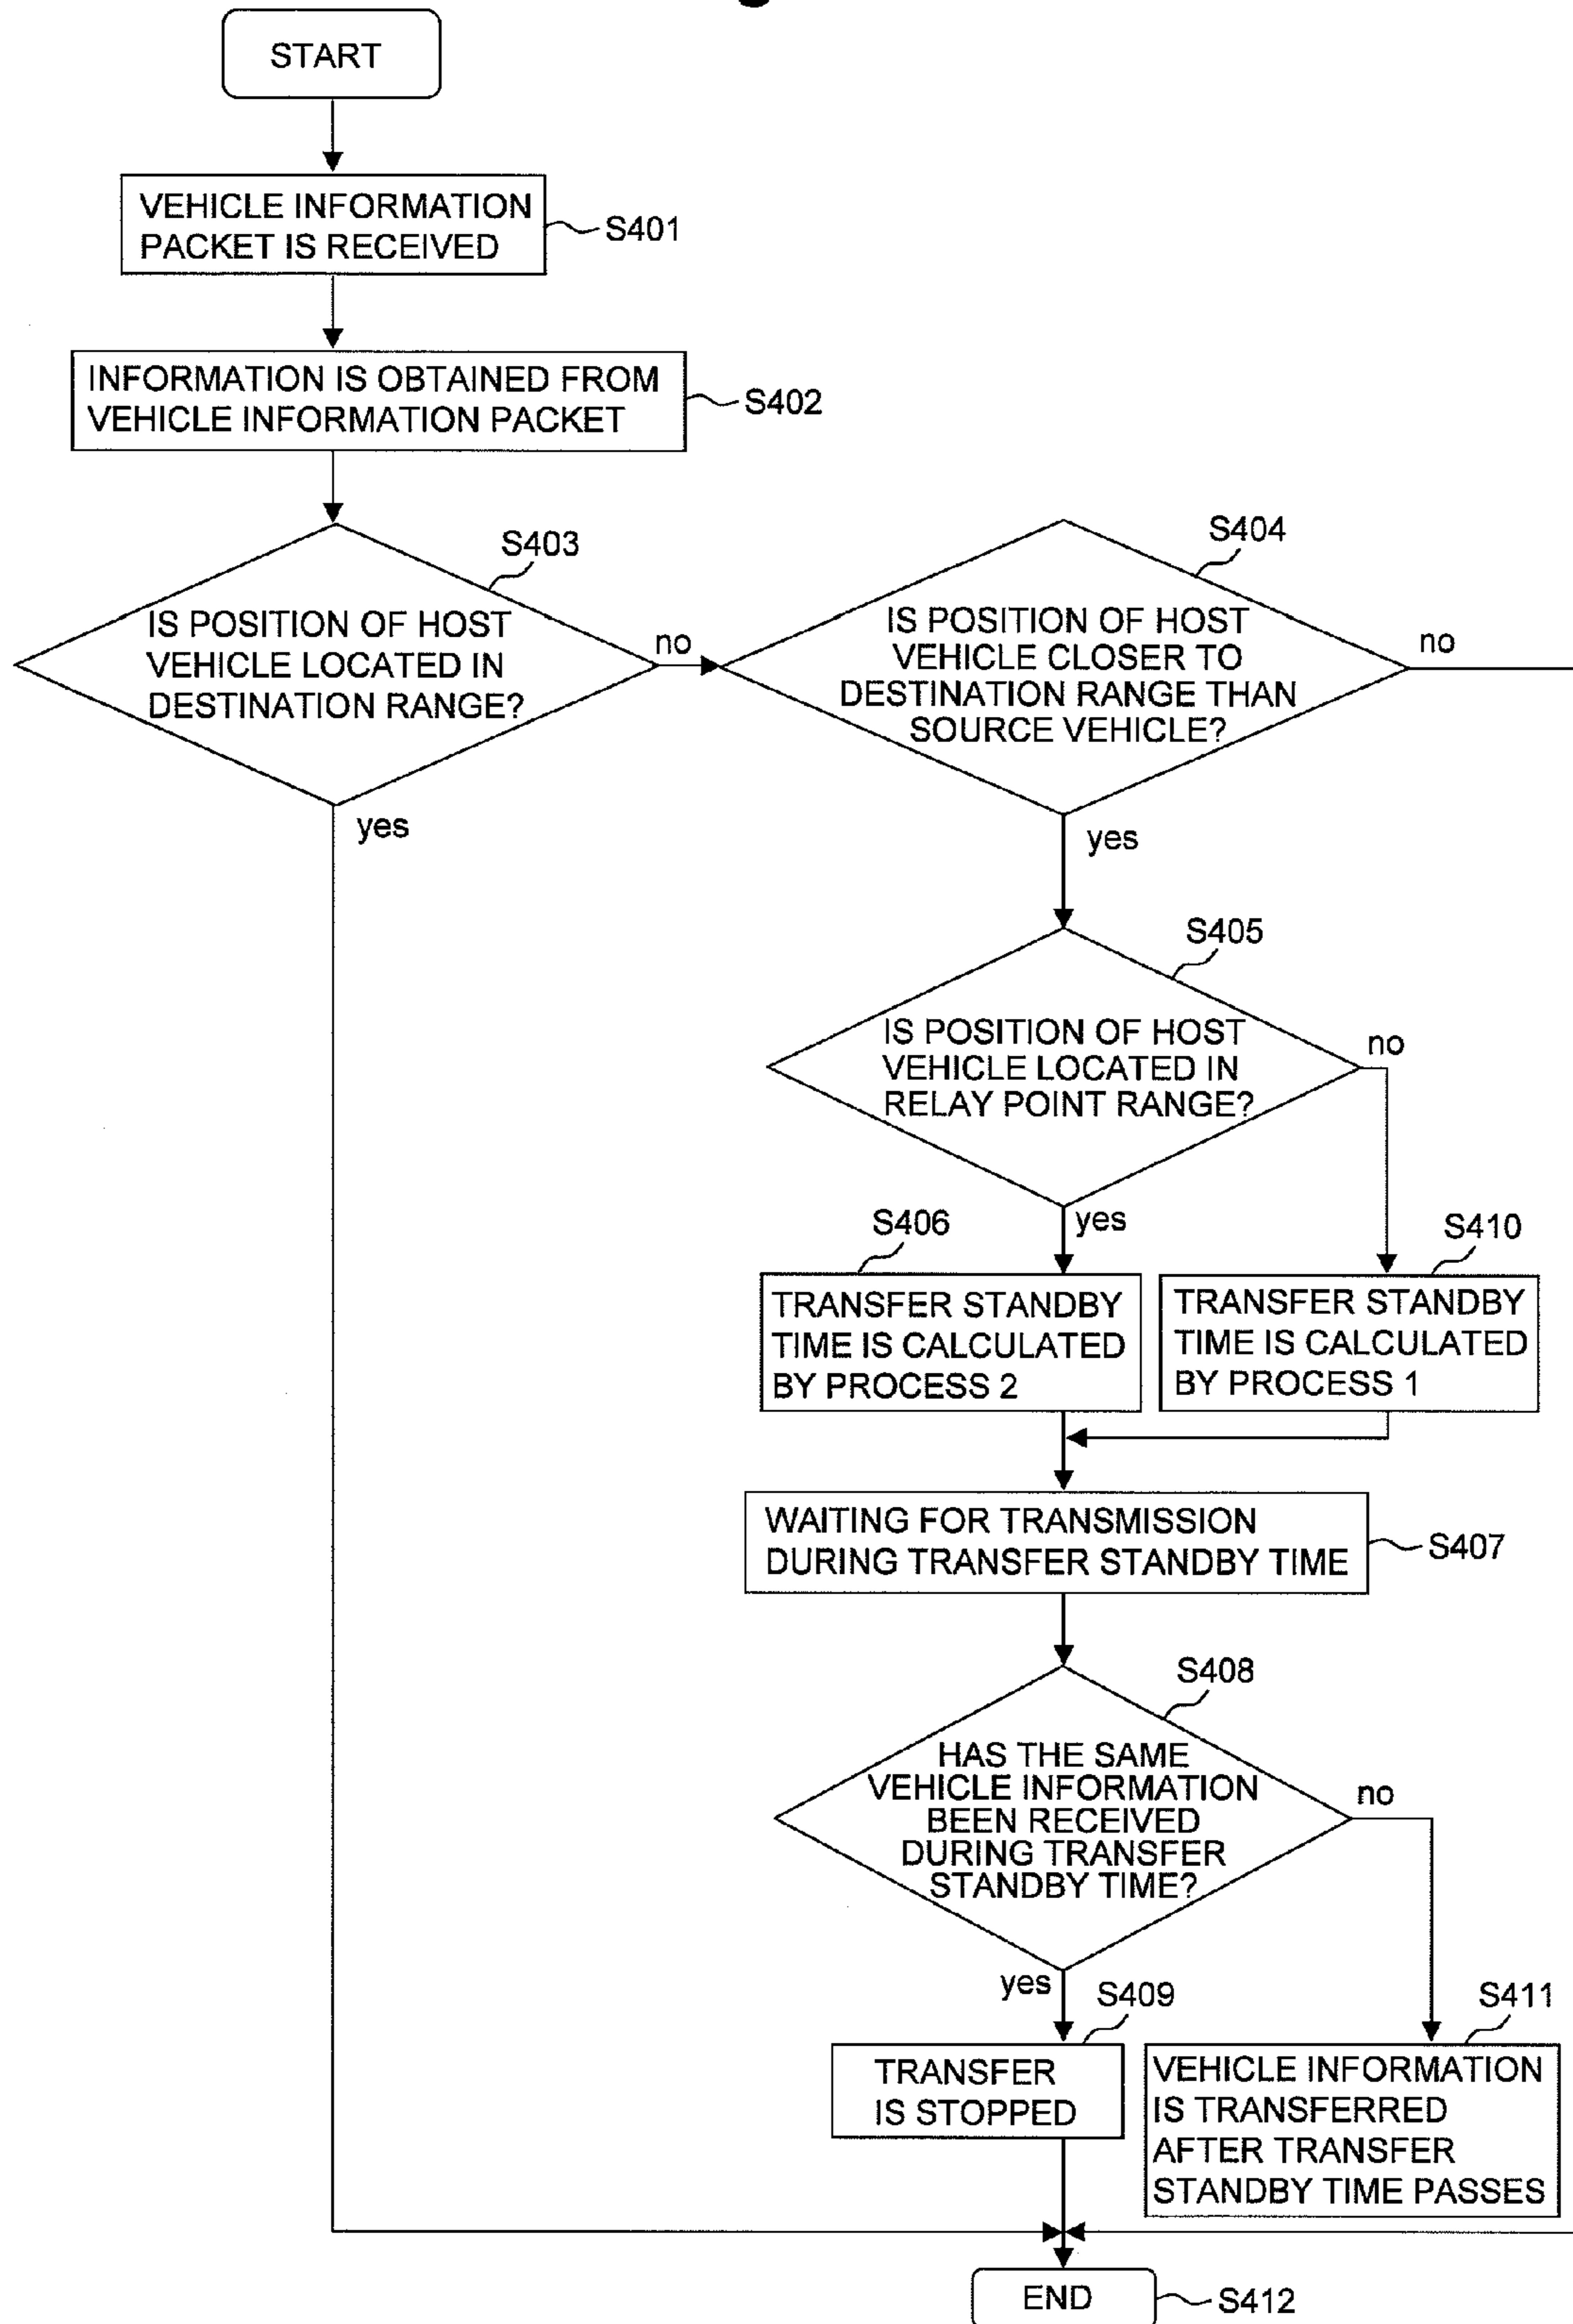 START
VEHICLE INFORMATION
PACKET IS RECEIVED
S401
INFORMATION IS OBTAINED FROM
VEHICLE INFORMATION PACKET
S402
S403
IS POSITION OF HOST
VEHICLE LOCATED IN
DESTINATION RANGE?
no
yes
S404
IS POSITION OF HOST
VEHICLE CLOSER TO
DESTINATION RANGE THAN
SOURCE VEHICLE?
no
yes
S405
IS POSITION OF HOST
VEHICLE LOCATED IN
RELAY POINT RANGE?
no
yes
S406
TRANSFER STANDBY
TIME IS CALCULATED
BY PROCESS 2
S410
TRANSFER STANDBY
TIME IS CALCULATED
BY PROCESS 1
WAITING FOR TRANSMISSION
DURING TRANSFER STANDBY TIME
S407
S408
HAS THE SAME
VEHICLE INFORMATION
BEEN RECEIVED
DURING TRANSFER
STANDBY TIME?
no
yes
S409
TRANSFER
IS STOPPED
S411
VEHICLE INFORMATION
IS TRANSFERRED
AFTER TRANSFER
STANDBY TIME PASSES
END
S412